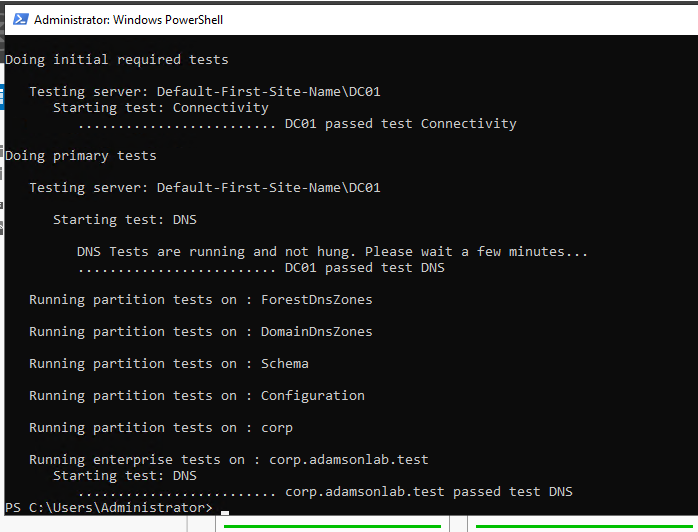 Administrator: Windows PowerShell
Doing initial required tests
Testing server: Default-First-Site-Name\DC01
Starting test: Connectivity
......................... DC01 passed test Connectivity
Doing primary tests
Testing server: Default-First-Site-Name\DC01
Starting test: DNS
DNS Tests are running and not hung. Please wait a few minutes...
......................... DC01 passed test DNS
Running partition tests on : ForestDnsZones
Running partition tests on : DomainDnsZones
Running partition tests on : Schema
Running partition tests on : Configuration
Running partition tests on : corp
Running enterprise tests on : corp.adamsonlab.test
Starting test: DNS
......................... corp.adamsonlab.test passed test DNS
PS C:\Users\Administrator>